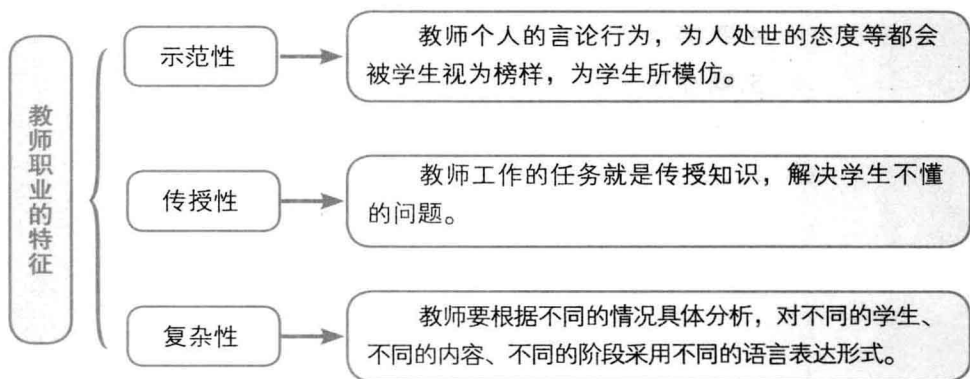 教师职业的特征
示范性
教师个人的言论行为，为人处世的态度等都会
被学生视为榜样，为学生所模仿。
传授性
教师工作的任务就是传授知识，解决学生不懂
的问题。
复杂性
教师要根据不同的情况具体分析，对不同的学生、
不同的内容、不同的阶段采用不同的语言表达形式。